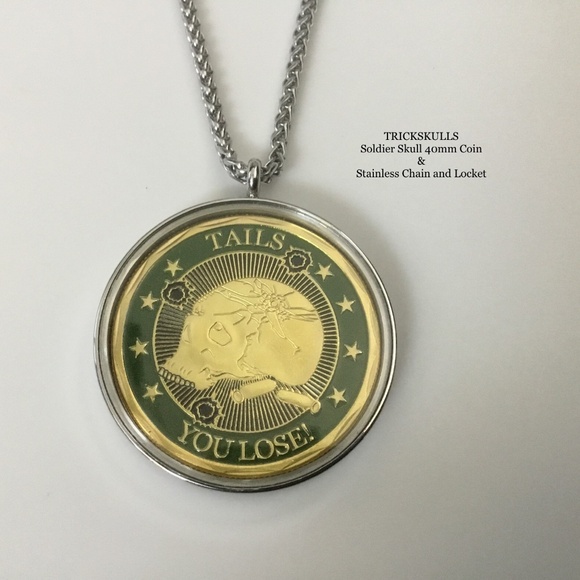 TRICKSKULLS
Soldier Skull 40mm Coin
&
Stainless Chain and Locket
TAILS
YOU LOSE!